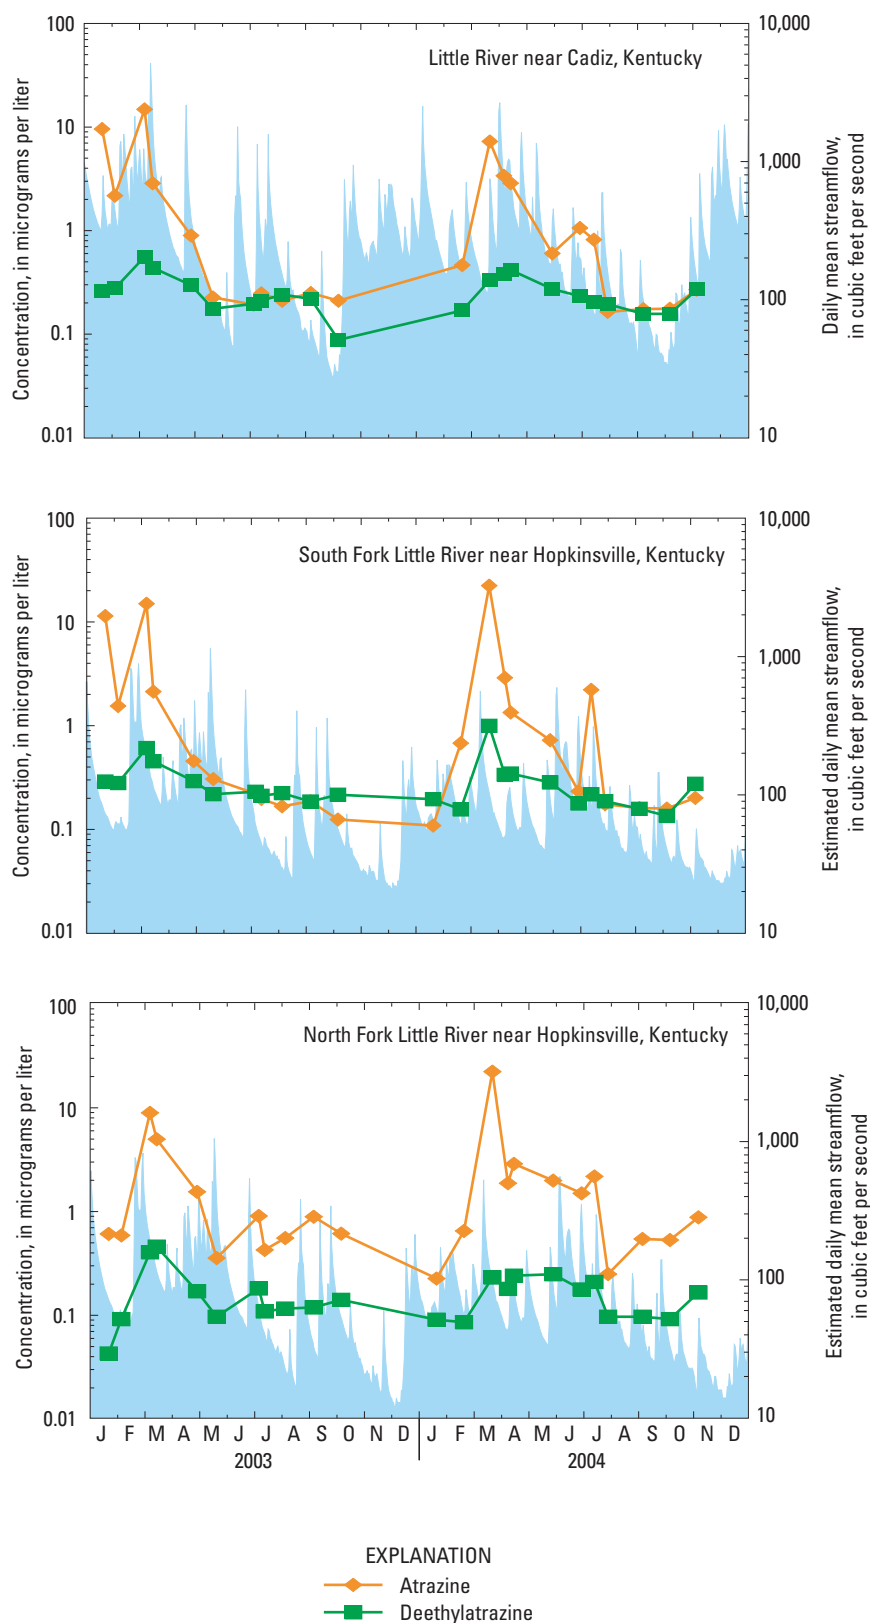 Little River near Cadiz, Kentucky
Concentration, in micrograms per liter
100
10
1
0.1
0.01
10,000
1,000
100
10
Daily mean streamflow,
in cubic feet per second
South Fork Little River near Hopkinsville, Kentucky
Concentration, in micrograms per liter
100
10
1
0.1
0.01
10,000
1,000
100
10
Estimated daily mean streamflow,
in cubic feet per second
North Fork Little River near Hopkinsville, Kentucky
Concentration, in micrograms per liter
100
10
1
0.1
0.01
10,000
1,000
100
10
Estimated daily mean streamflow,
in cubic feet per second
J F M A M J J A S O N D J F M A M J J A S O N D
2003 2004
EXPLANATION
Atrazine
Deethylatrazine